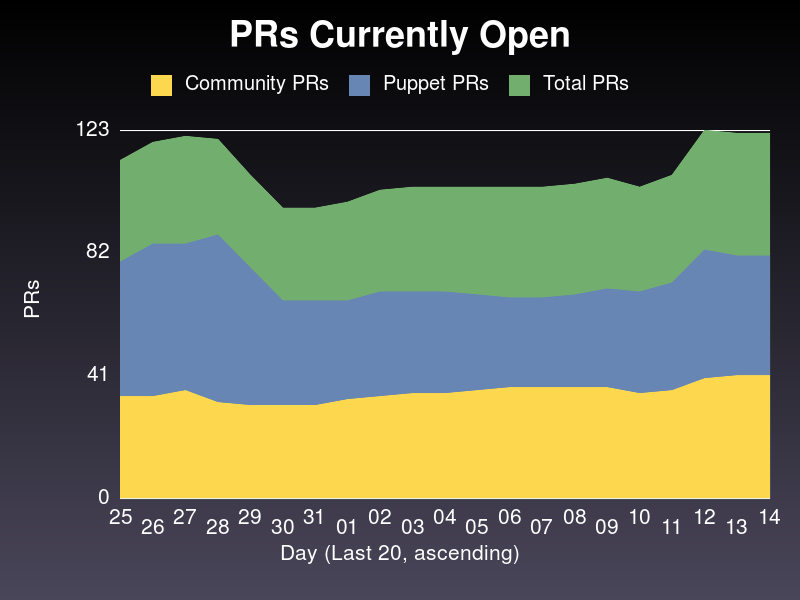 PRs Currently Open
Community PRs Puppet PRs Total PRs
123
82
41
0
PRs
25 26 27 28 29 30 31 01 02 03 04 05 06 07 08 09 10 11 12 13 14
Day (Last 20, ascending)